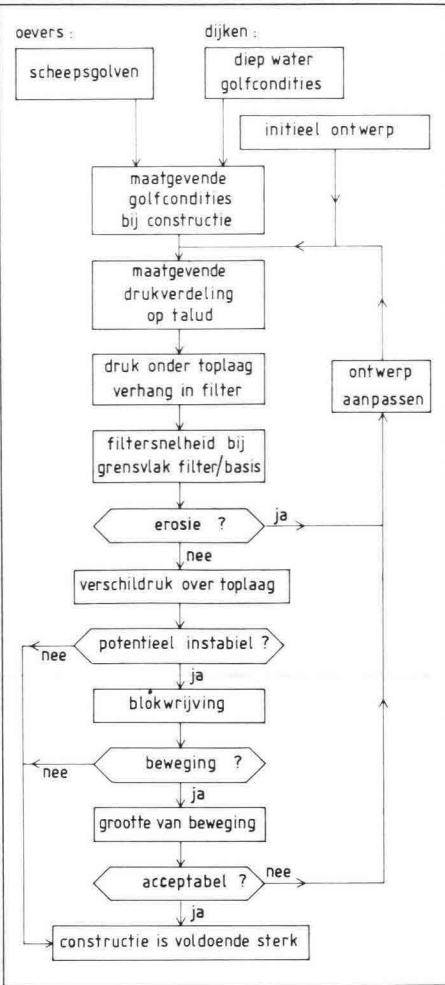 oevers :
dijken :
scheepsgolven
diep water
golfcondities
initieel ontwerp
maatgevende
golfcondities
bij constructie
maatgevende
drukverdeling
op talud
druk onder toplaag
verhang in filter
ontwerp
aanpassen
filtersnelheid bij
grensvlak filter/basis
erosie ?
ja
nee
verschildruk over toplaag
potentieel instabiel ?
nee
ja
blokwrijving
beweging ?
nee
ja
grootte van beweging
acceptabel ?
nee
ja
constructie is voldoende sterk